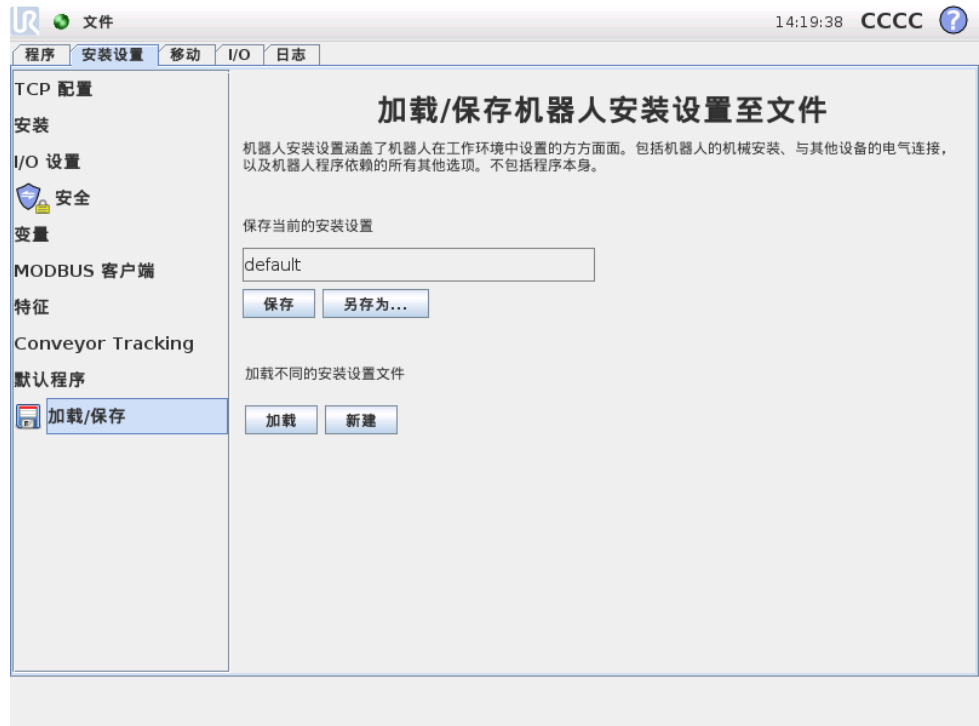 UR 文件 14:19:38 CCCC ?
程序 安装设置 移动 I/O 日志
TCP 配置
安装
I/O 设置
安全
变量
MODBUS 客户端
特征
Conveyor Tracking
默认程序
加载/保存
加载/保存机器人安装设置至文件
机器人安装设置涵盖了机器人在工作环境中设置的方方面面。包括机器人的机械安装、与其他设备的电气连接，
以及机器人程序依赖的所有其他选项。不包括程序本身。
保存当前的安装设置
default
保存 另存为...
加载不同的安装设置文件
加载 新建